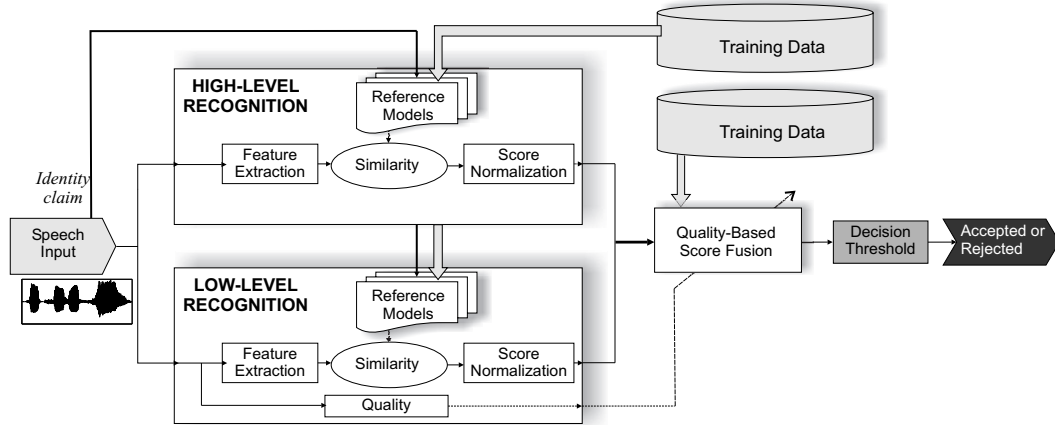 Training Data
HIGH-LEVEL
RECOGNITION
Reference
Models
Training Data
Feature
Extraction
Similarity
Score
Normalization
Identity
claim
Speech
Input
Quality-Based
Score Fusion
Decision
Threshold
Accepted or
Rejected
LOW-LEVEL
RECOGNITION
Reference
Models
Feature
Extraction
Similarity
Score
Normalization
Quality